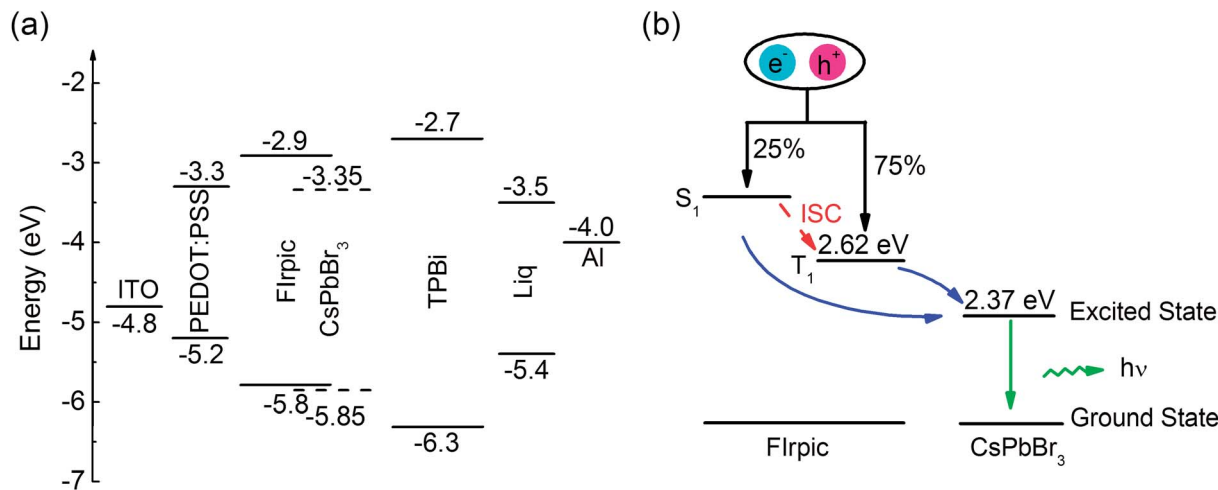 (a)
Energy (eV)
-2
-3
-4
-5
-6
-7
ITO
-4.8
-3.3
PEDOT:PSS
-5.2
-2.9
FIrpic
-5.8
-3.35
CsPbBr₃
-5.85
-2.7
TPBi
-6.3
-3.5
Liq
-5.4
-4.0
Al
(b)
e⁻ h⁺
25%
75%
S₁
ISC
2.62 eV
T₁
2.37 eV
Excited State
hν
Ground State
FIrpic
CsPbBr₃